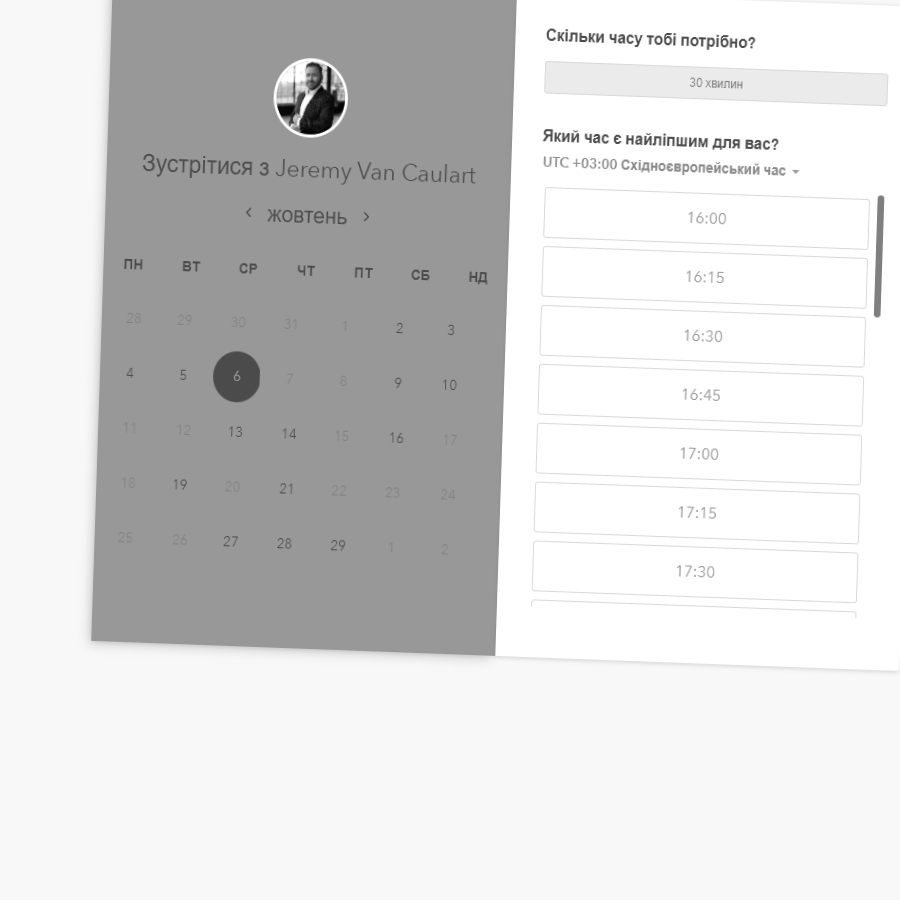 Зустрітися з Jeremy Van Caulart
жовтень
ПН ВТ СР ЧТ ПТ СБ НД
28 29 30 31 1 2 3
4 5 6 7 8 9 10
11 12 13 14 15 16 17
18 19 20 21 22 23 24
25 26 27 28 29 1 2
Скільки часу тобі потрібно?
30 хвилин
Який час є найліпшим для вас?
UTC +03:00 Східноєвропейський час
16:00
16:15
16:30
16:45
17:00
17:15
17:30